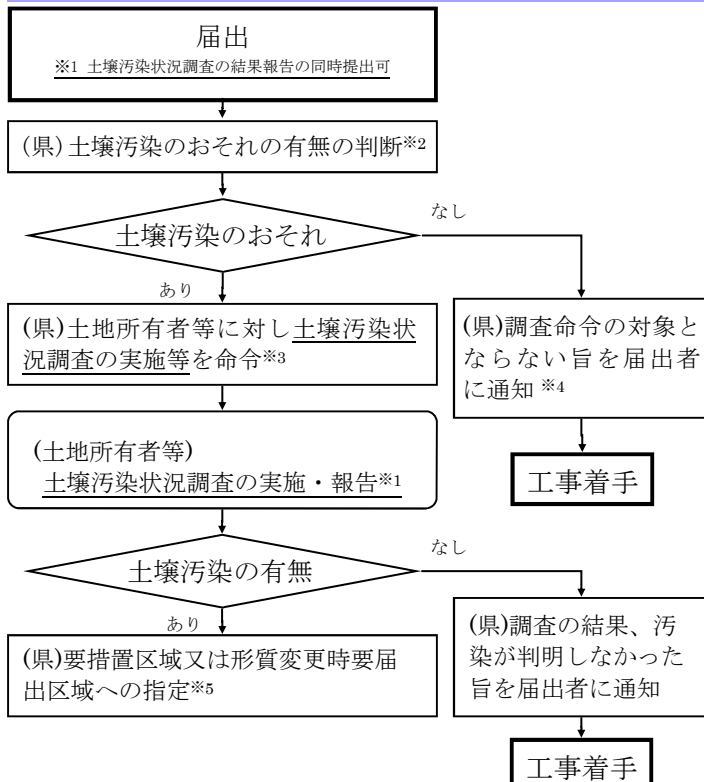 届出
※1 土壌汚染状況調査の結果報告の同時提出可
(県)土壌汚染のおそれの有無の判断※2
土壌汚染のおそれ
なし
あり
(県)土地所有者等に対し土壌汚染状
況調査の実施等を命令※3
(県)調査命令の対象と
ならない旨を届出者
に通知 ※4
(土地所有者等)
土壌汚染状況調査の実施・報告※1
工事着手
土壌汚染の有無
なし
あり
(県)要措置区域又は形質変更時要届
出区域への指定※5
(県)調査の結果、汚
染が判明しなかった
旨を届出者に通知
工事着手